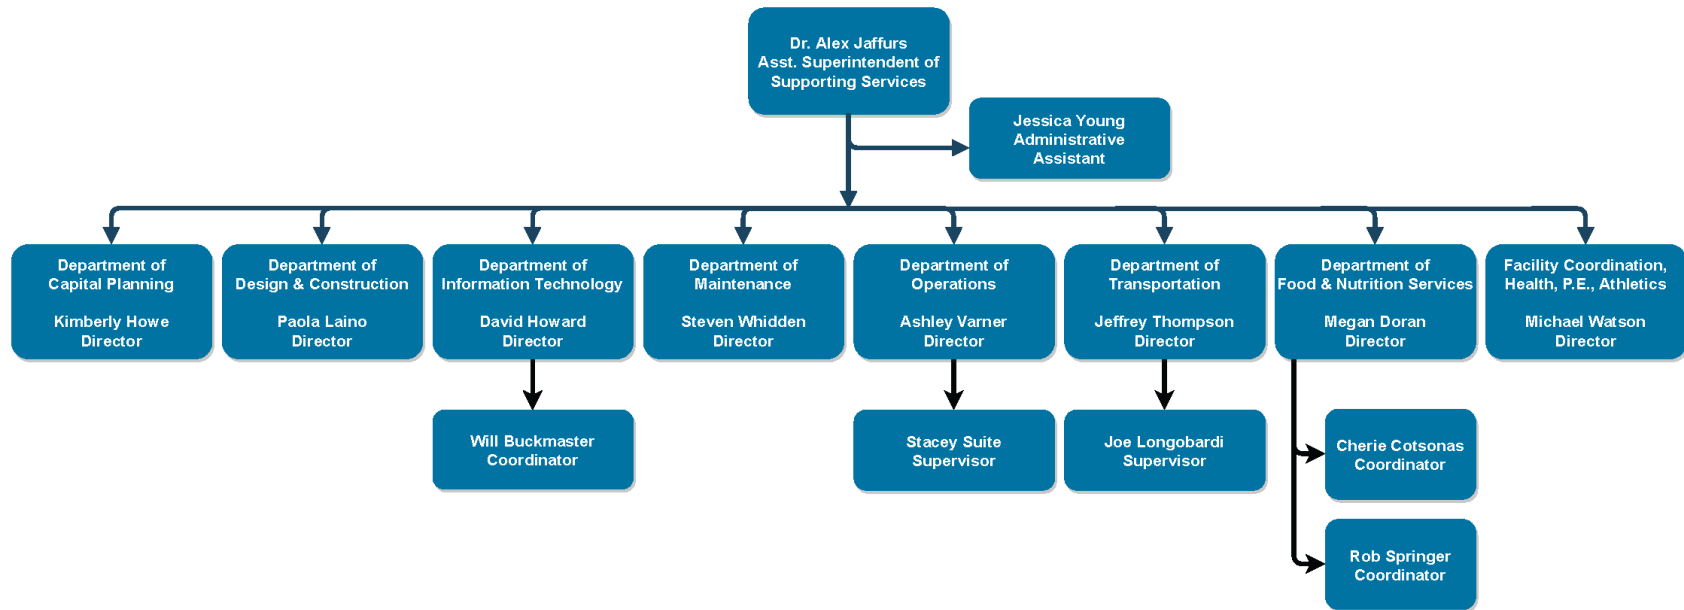 Dr. Alex Jaffurs
Asst. Superintendent of
Supporting Services
Jessica Young
Administrative
Assistant
Department of
Capital Planning
Kimberly Howe
Director
Department of
Design & Construction
Paola Laino
Director
Department of
Information Technology
David Howard
Director
Department of
Maintenance
Steven Whidden
Director
Department of
Operations
Ashley Varner
Director
Department of
Transportation
Jeffrey Thompson
Director
Department of
Food & Nutrition Services
Megan Doran
Director
Facility Coordination,
Health, P.E., Athletics
Michael Watson
Director
Will Buckmaster
Coordinator
Stacey Suite
Supervisor
Joe Longobardi
Supervisor
Cherie Cotsonas
Coordinator
Rob Springer
Coordinator